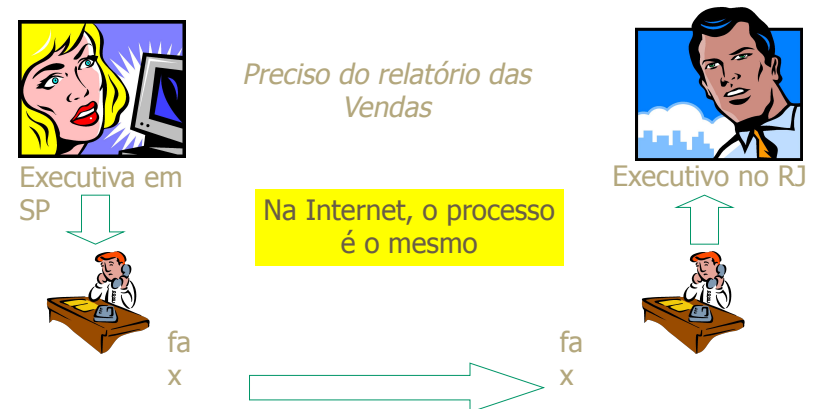 Preciso do relatório das
Vendas
Executiva em
SP
Executivo no RJ
Na Internet, o processo
é o mesmo
fa
x
fa
x